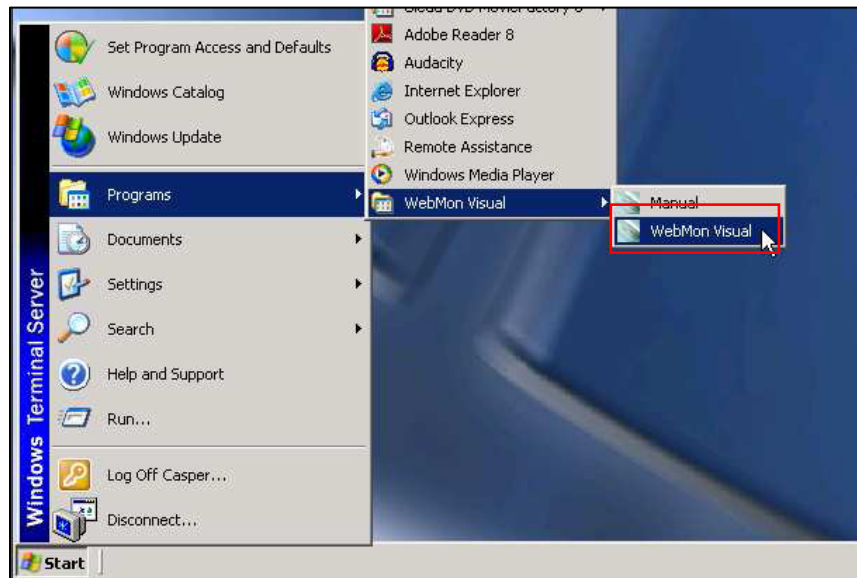 Set Program Access and Defaults
Windows Catalog
Windows Update
Programs
Documents
Settings
Search
Help and Support
Run...
Log Off Casper...
Disconnect...
Windows Terminal Server
Start
Adobe Reader 8
Audacity
Internet Explorer
Outlook Express
Remote Assistance
Windows Media Player
WebMon Visual
Manual
WebMon Visual